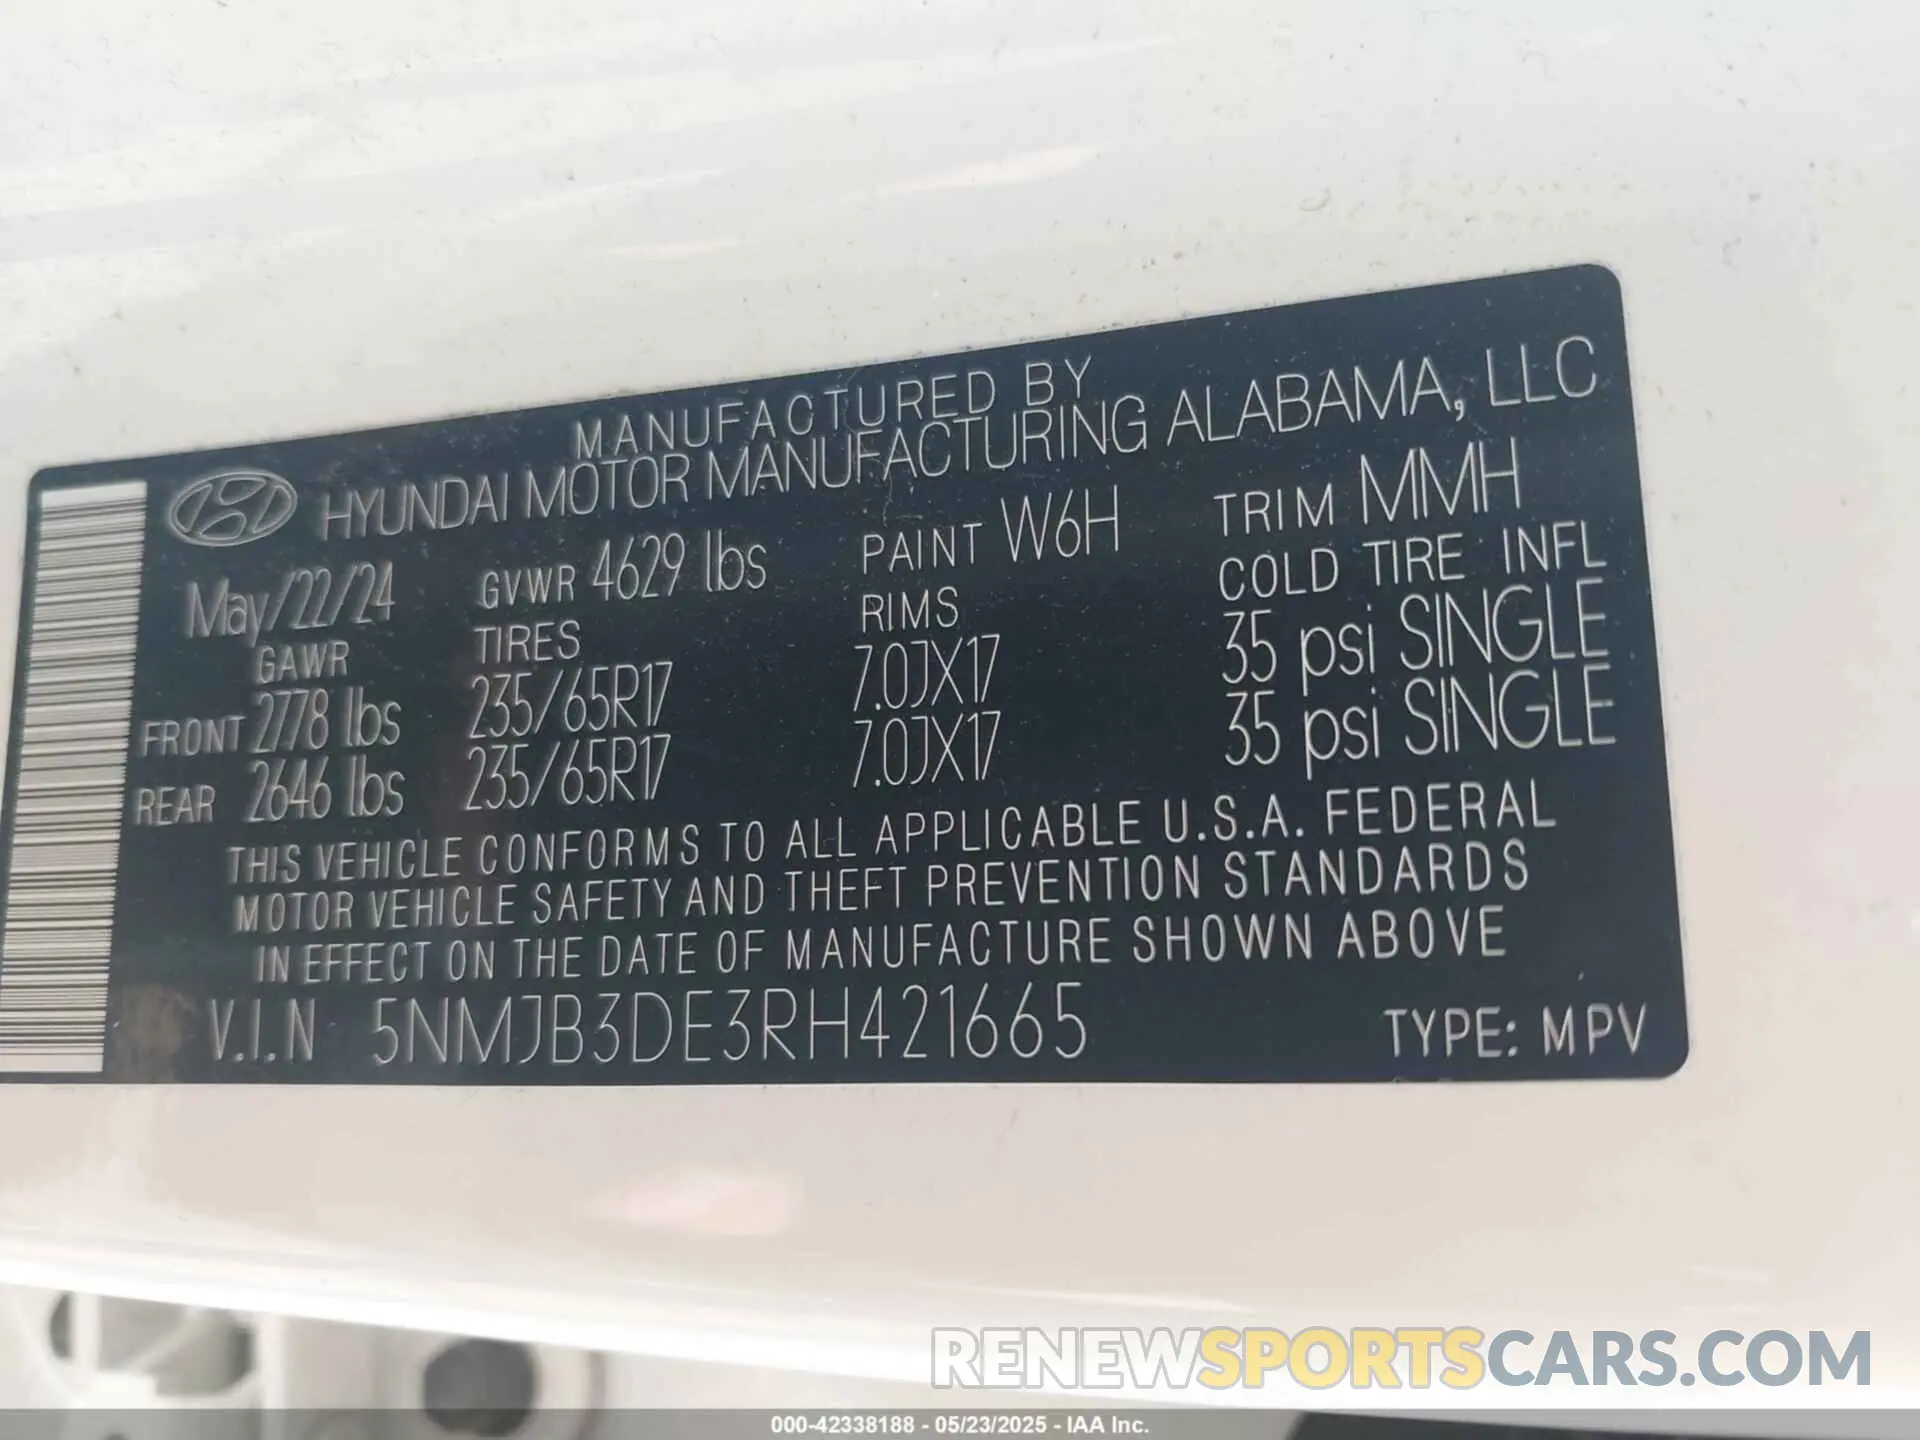 MANUFACTURED BY
HYUNDAI MOTOR MANUFACTURING ALABAMA, LLC
May/22/24 GVWR 4629 lbs PAINT W6H TRIM MMH
GAWR TIRES RIMS COLD TIRE INFL
FRONT 2778 lbs 235/65R17 7.0JX17 35 psi SINGLE
REAR 2646 lbs 235/65R17 7.0JX17 35 psi SINGLE
THIS VEHICLE CONFORMS TO ALL APPLICABLE U.S.A. FEDERAL
MOTOR VEHICLE SAFETY AND THEFT PREVENTION STANDARDS
IN EFFECT ON THE DATE OF MANUFACTURE SHOWN ABOVE
V.I.N 5NMJB3DE3RH421665 TYPE: MPV
RENEWSPORTSCARS.COM
000-42338188 - 05/23/2025 - IAA Inc.